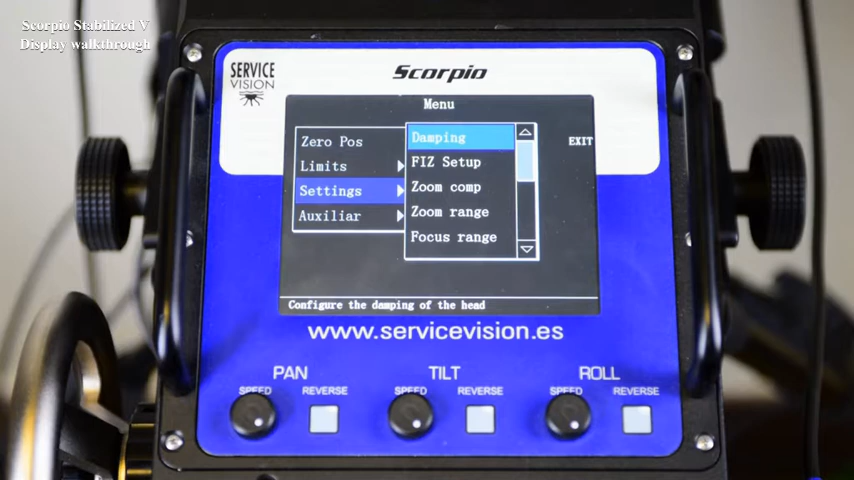 Scorpio Stabilized V
Display walkthrough
SERVICE
VISION
Scorpio
Menu
Zero Pos
Limits
Settings
Auxiliar
Damping
FIZ Setup
Zoom comp
Zoom range
Focus range
EXIT
Configure the damping of the head
www.servicevision.es
PAN
TILT
ROLL
SPEED
REVERSE
SPEED
REVERSE
SPEED
REVERSE